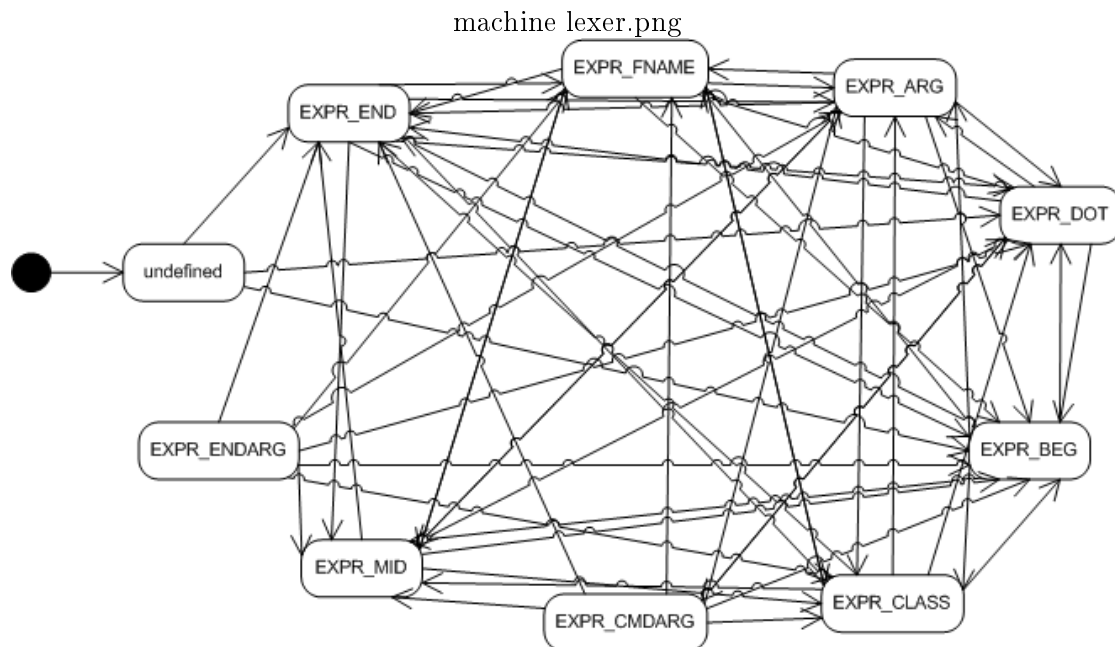 machine lexer.png
EXPR_FNAME
EXPR_ARG
EXPR_END
EXPR_DOT
undefined
EXPR_ENDARG
EXPR_BEG
EXPR_MID
EXPR_CLASS
EXPR_CMDARG